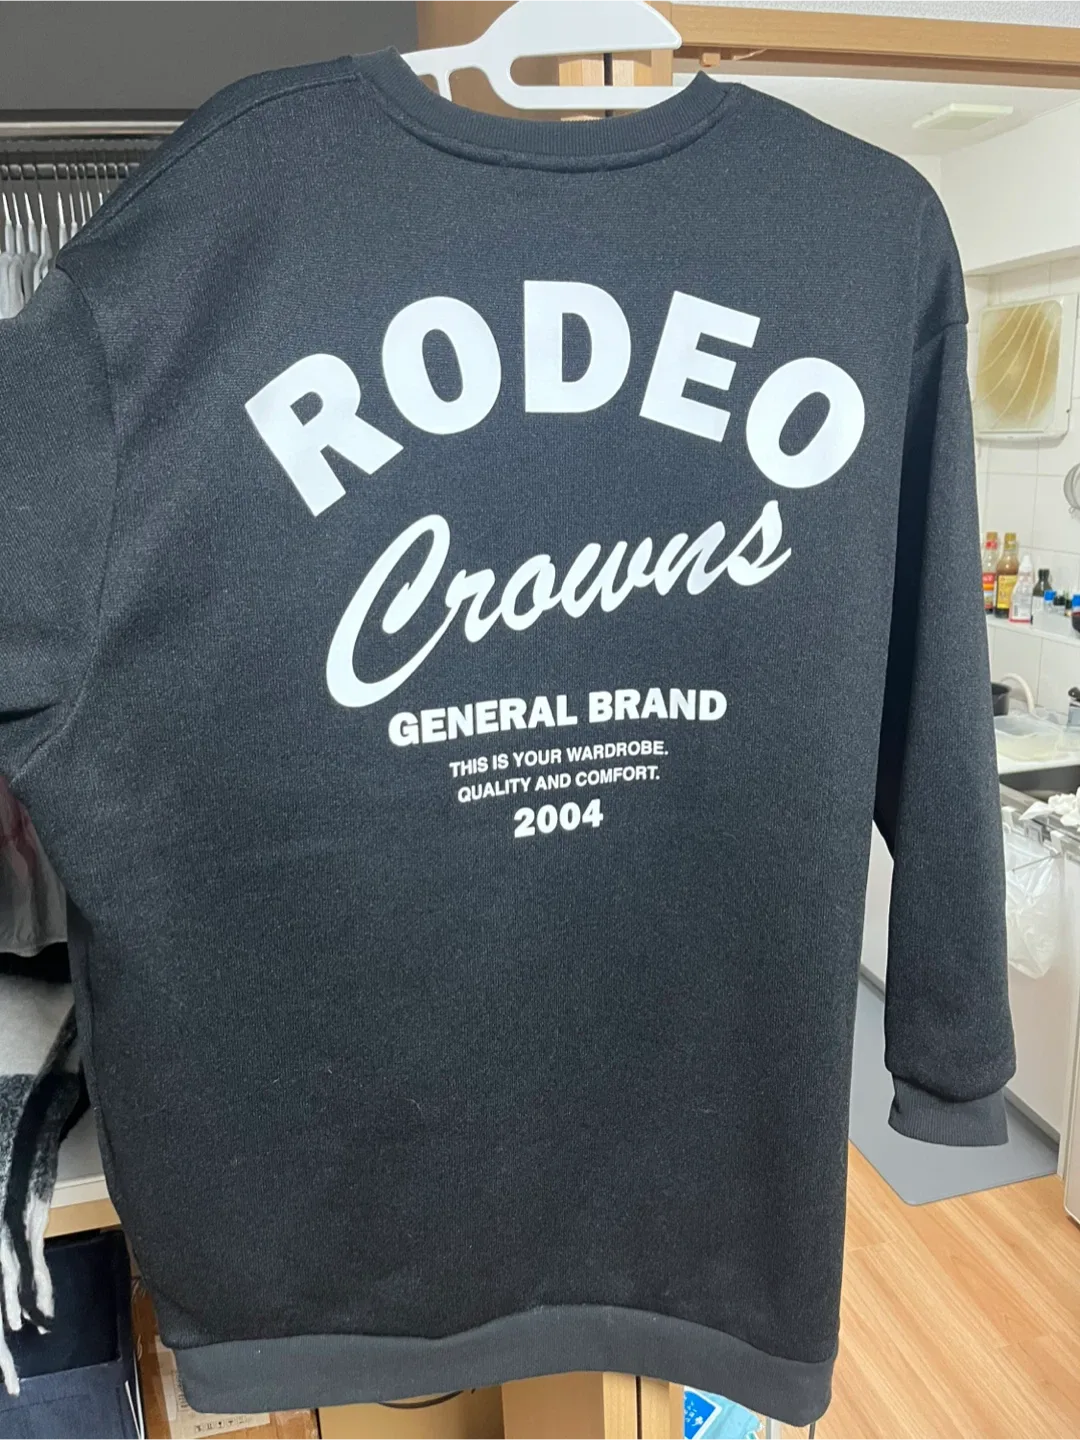 RODEO
Crowns
GENERAL BRAND
THIS IS YOUR WARDROBE.
QUALITY AND COMFORT.
2004